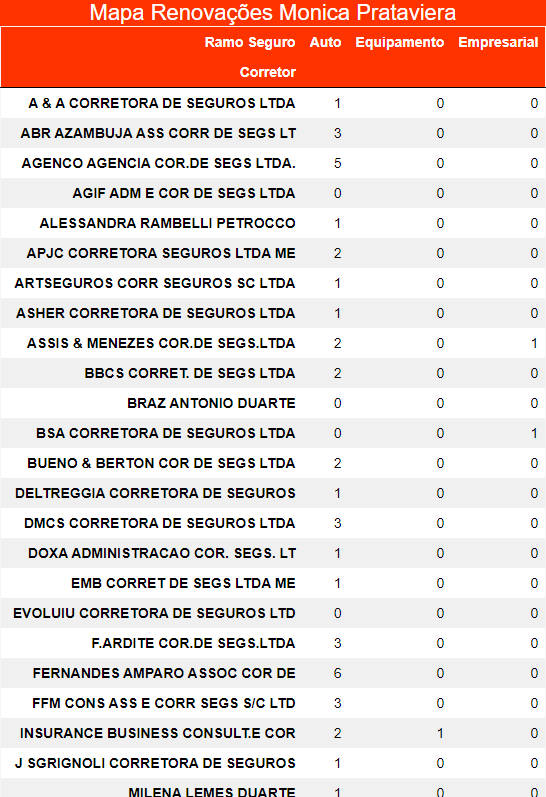 Mapa Renovações Monica Prataviera
Ramo Seguro Auto Equipamento Empresarial
Corretor
A & A CORRETORA DE SEGUROS LTDA 1 0 0
ABR AZAMBUJA ASS CORR DE SEGS LT 3 0 0
AGENCO AGENCIA COR.DE SEGS LTDA. 5 0 0
AGIF ADM E COR DE SEGS LTDA 0 0 0
ALESSANDRA RAMBELLI PETROCCO 1 0 0
APJC CORRETORA SEGUROS LTDA ME 2 0 0
ARTSEGUROS CORR SEGUROS SC LTDA 1 0 0
ASHER CORRETORA DE SEGUROS LTDA 1 0 0
ASSIS & MENEZES COR.DE SEGS.LTDA 2 0 1
BBCS CORRET. DE SEGS LTDA 2 0 0
BRAZ ANTONIO DUARTE 0 0 0
BSA CORRETORA DE SEGUROS LTDA 0 0 1
BUENO & BERTON COR DE SEGS LTDA 2 0 0
DELTREGGIA CORRETORA DE SEGUROS 1 0 0
DMCS CORRETORA DE SEGUROS LTDA 3 0 0
DOXA ADMINISTRACAO COR. SEGS. LT 1 0 0
EMB CORRET DE SEGS LTDA ME 1 0 0
EVOLUIU CORRETORA DE SEGUROS LTD 0 0 0
F.ARDITE COR.DE SEGS.LTDA 3 0 0
FERNANDES AMPARO ASSOC COR DE 6 0 0
FFM CONS ASS E CORR SEGS S/C LTD 3 0 0
INSURANCE BUSINESS CONSULT.E COR 2 1 0
J SGRIGNOLI CORRETORA DE SEGUROS 1 0 0
MILENA LEMES DUARTE 1 0 0